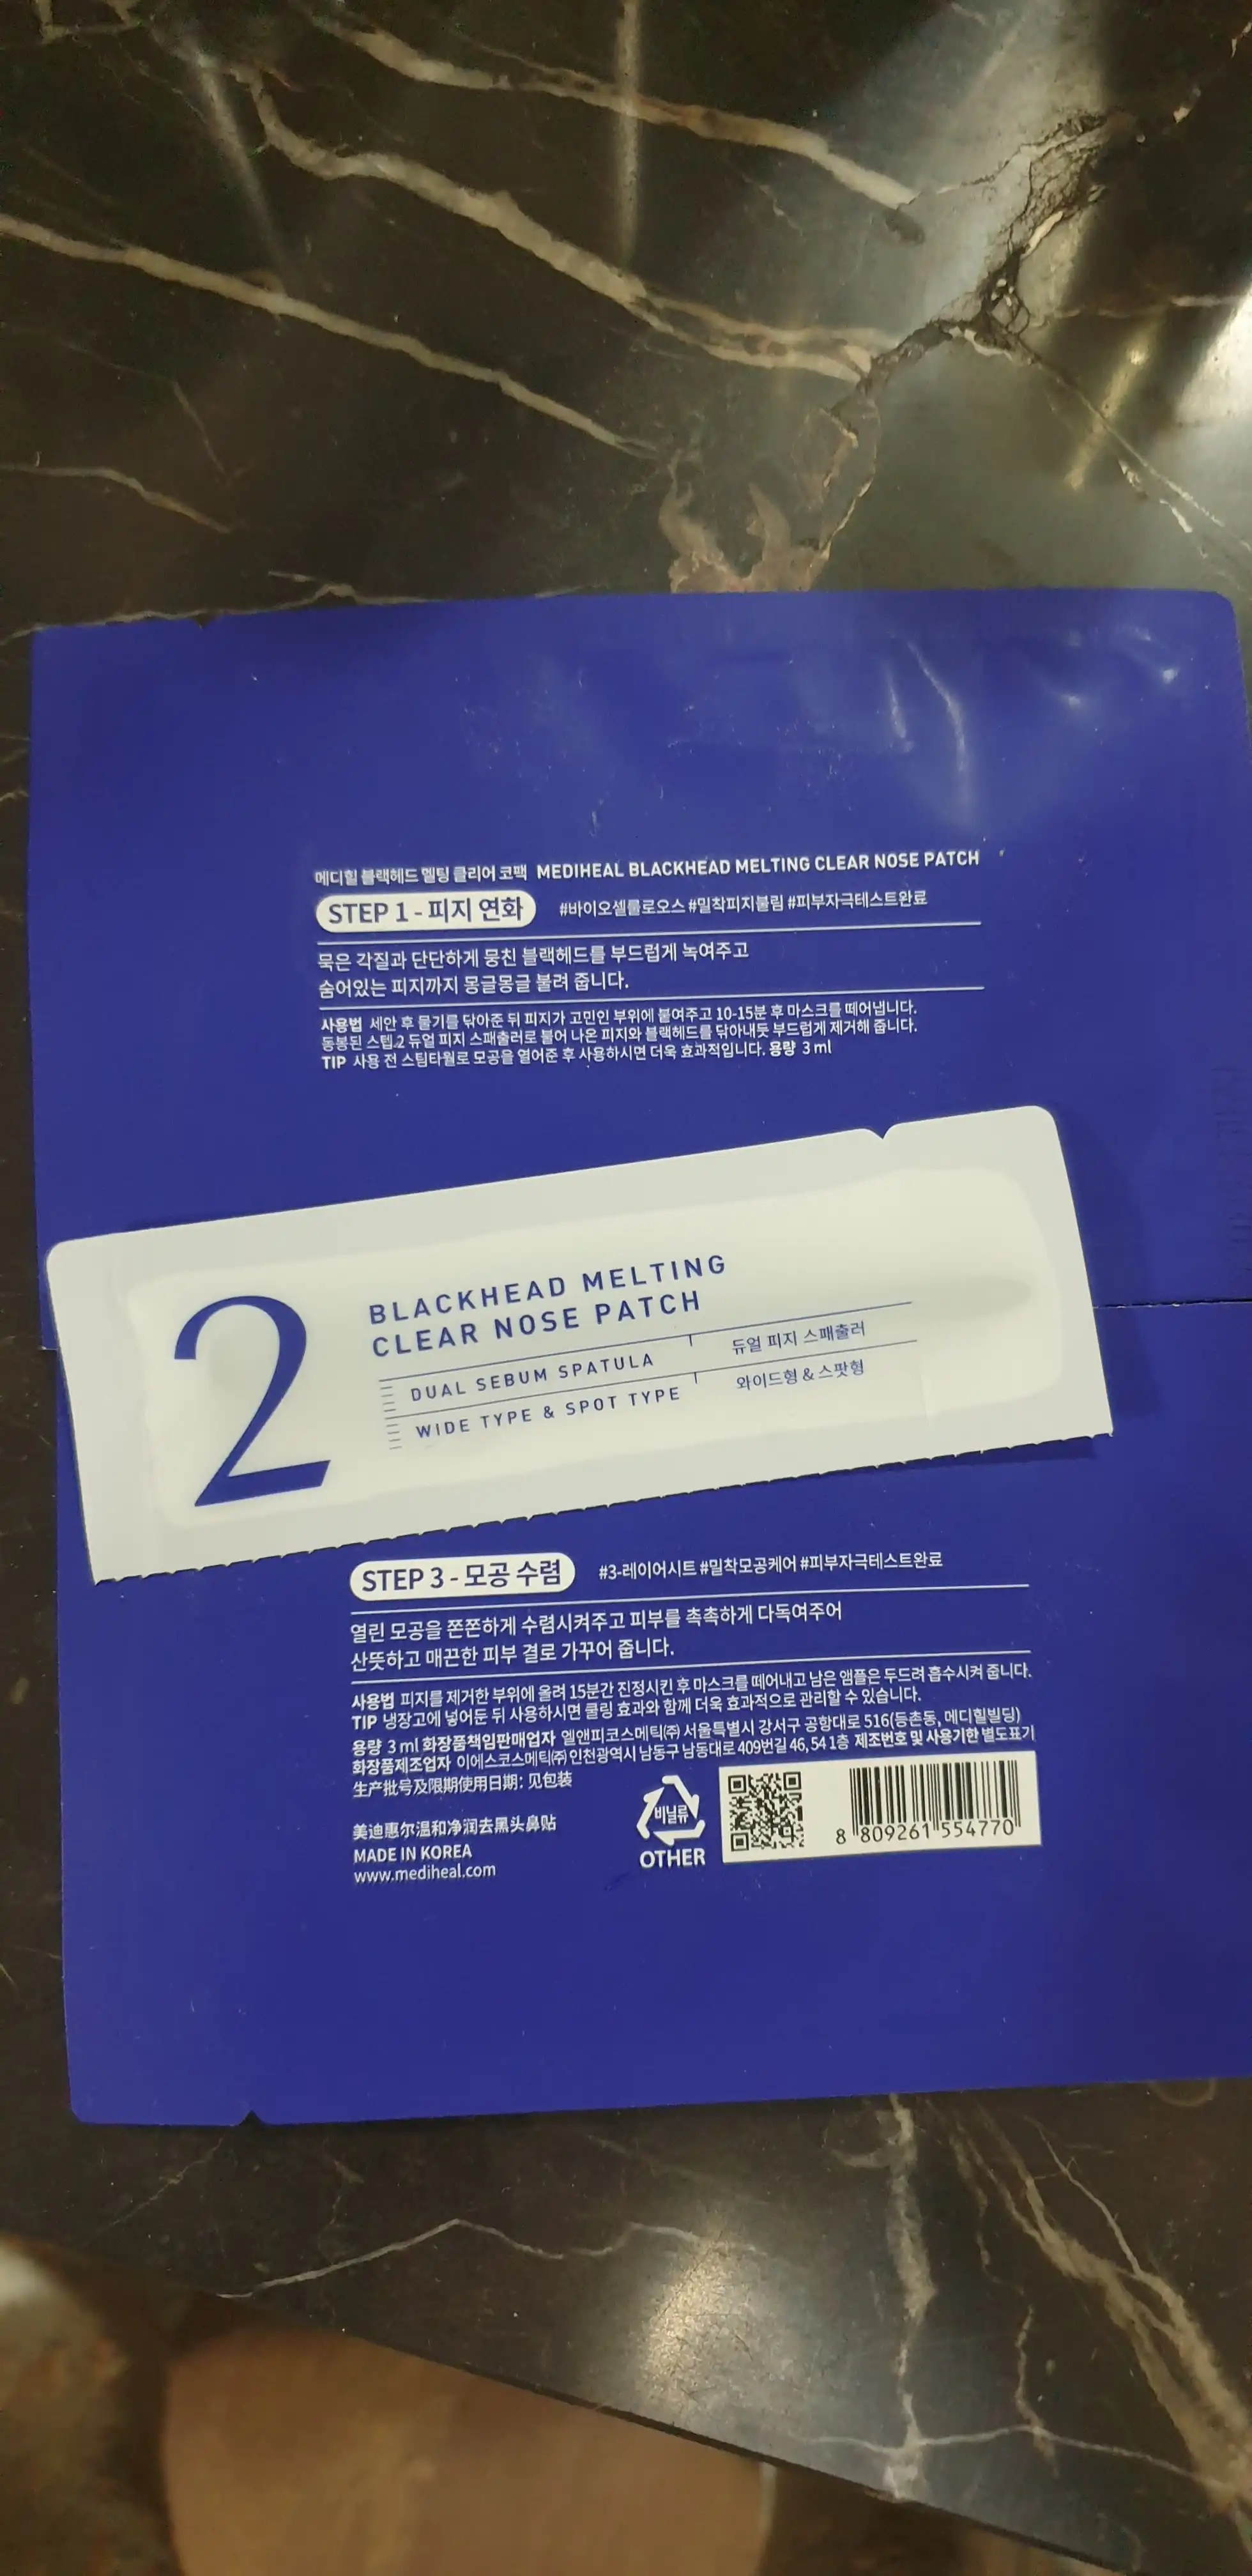 메디힐 블랙헤드 멜팅 클리어 코팩 MEDIHEAL BLACKHEAD MELTING CLEAR NOSE PATCH
STEP 1 - 피지 연화 #바이오셀룰로오스 #밀착피지불림 #피부자극테스트완료
묵은 각질과 단단하게 뭉친 블랙헤드를 부드럽게 녹여주고
숨어있는 피지까지 몽글몽글 불려 줍니다.
사용법 세안 후 물기를 닦아준 뒤 피지가 고민인 부위에 붙여주고 10-15분 후 마스크를 떼어냅니다.
동봉된 스텝.2 듀얼 피지 스패출러로 불어 나온 피지와 블랙헤드를 닦아내듯 부드럽게 제거해 줍니다.
TIP 사용 전 스팀타월로 모공을 열어준 후 사용하시면 더욱 효과적입니다. 용량 3 ml
2
BLACKHEAD MELTING
CLEAR NOSE PATCH
DUAL SEBUM SPATULA 듀얼 피지 스패출러
WIDE TYPE & SPOT TYPE 와이드형 & 스팟형
STEP 3 - 모공 수렴 #3-레이어시트 #밀착모공케어 #피부자극테스트완료
열린 모공을 쫀쫀하게 수렴시켜주고 피부를 촉촉하게 다독여주어
산뜻하고 매끈한 피부 결로 가꾸어 줍니다.
사용법 피지를 제거한 부위에 올려 15분간 진정시킨 후 마스크를 떼어내고 남은 앰플은 두드려 흡수시켜 줍니다.
TIP 냉장고에 넣어둔 뒤 사용하시면 쿨링 효과와 함께 더욱 효과적으로 관리할 수 있습니다.
용량 3 ml 화장품책임판매업자 엘앤피코스메틱㈜ 서울특별시 강서구 공항대로 516(등촌동, 메디힐빌딩)
화장품제조업자 이에스코스메틱㈜ 인천광역시 남동구 남동대로 409번길 46, 54 1층 제조번호 및 사용기한 별도표기
生产批号及限期使用日期: 见包装
美迪惠尔温和净润去黑头鼻贴
MADE IN KOREA
www.mediheal.com
비닐류
OTHER
8 809261 554770